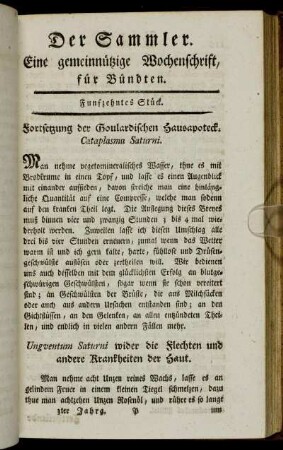 Der Sammler.
Eine gemeinnützige Wochenschrift,
für Bündten.
Funfzehntes Stück.
Fortsetzung der Goulardischen Hausapoteck.
Cataplasma Saturni.
Man nehme vegetomineralisches Wasser, thue es mit
Brodkrume in einen Topf, und lasse es einen Augenblick
mit einander aufsieden; davon streiche man eine hinläng-
liche Quantität auf eine Compresse, welche man sodenn
auf den kranken Theil legt. Die Auflegung dieses Breyes
muß binnen vier und zwanzig Stunden 3 bis 4 mal wie-
derholt werden. Zuweilen lasse ich diesen Umschlag alle
drei bis vier Stunden erneuern; zumal wenn das Wetter
warm ist und ich gern kalte, harte, fühllose und Drüsen-
geschwülste auflösen oder zertheilen will. Wir bedienen
uns auch desselben mit dem glücklichsten Erfolg an blutge-
schwürigen Geschwülsten, sogar wenn sie schon vereitert
sind; an Geschwülsten der Brüste, die aus Milchsäcken
oder auch aus andern Ursachen entstanden sind; an den
Gichtflüssen, an den Gelenken, an allen entzündeten Thei-
len, und endlich in vielen andern Fällen mehr.
Ungventum Saturni wider die Flechten und
andere Krankheiten der Haut.
Man nehme acht Unzen reines Wachs, lasse es an
gelindem Feuer in einem kleinen Tiegel schmelzen, dazu
thue man achtzehen Unzen Rosenöl, und rühre es so lange
3ter Jahrg. P um